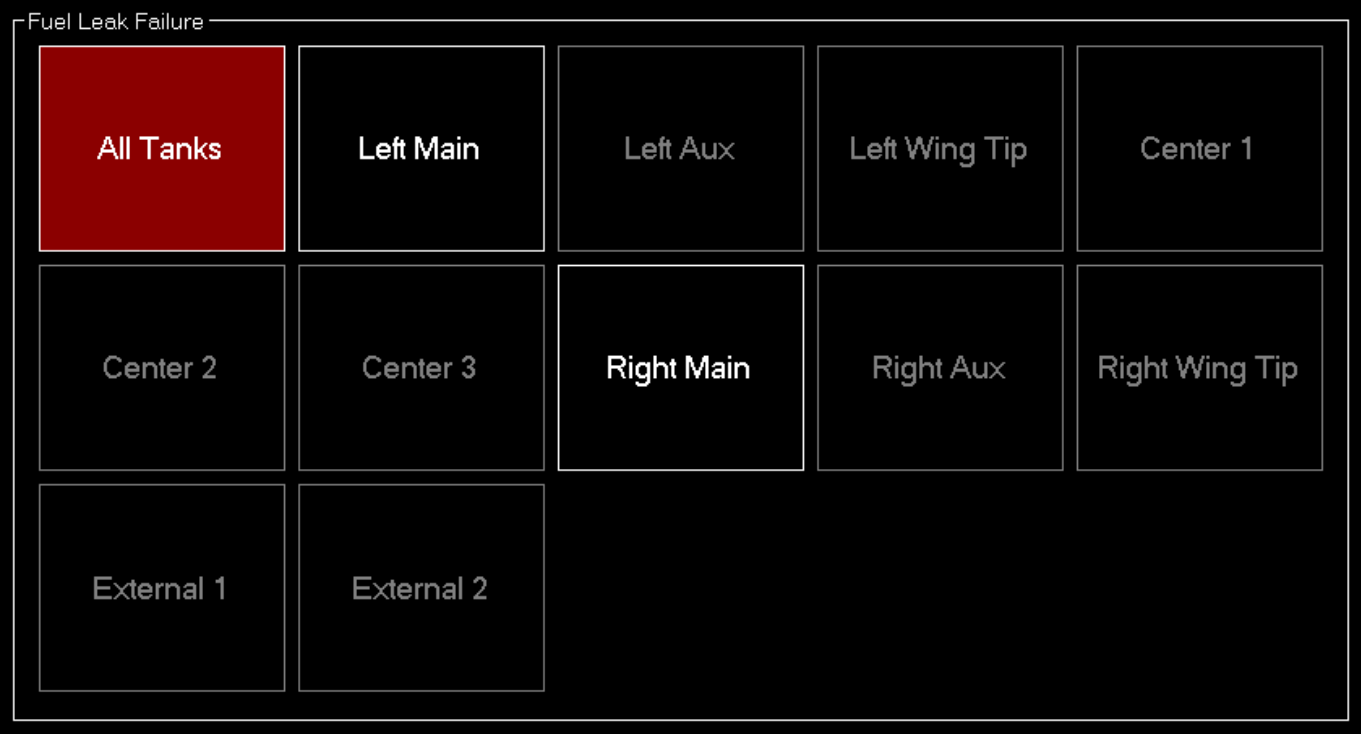 Fuel Leak Failure
All Tanks
Left Main
Left Aux
Left Wing Tip
Center 1
Center 2
Center 3
Right Main
Right Aux
Right Wing Tip
External 1
External 2